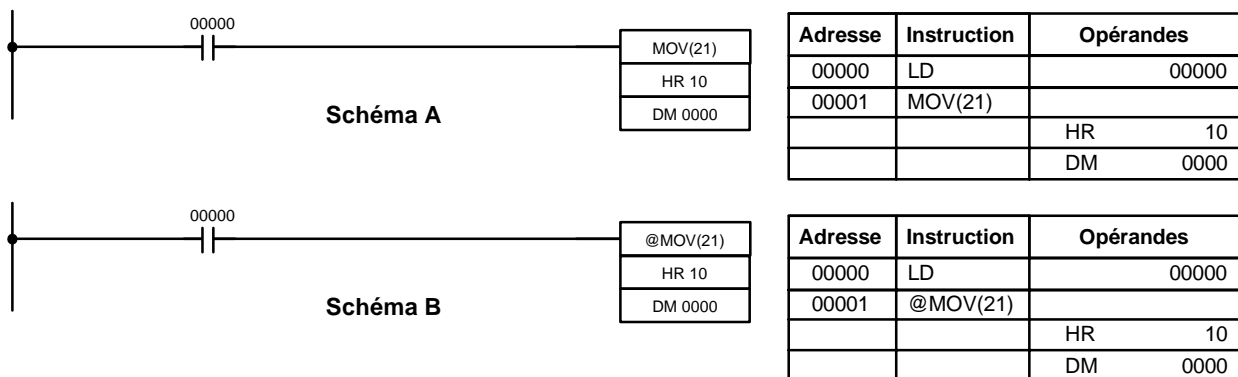 00000
MOV(21)
HR 10
DM 0000
Schéma A
Adresse Instruction Opérandes
00000 LD 00000
00001 MOV(21)
HR 10
DM 0000
00000
@MOV(21)
HR 10
DM 0000
Schéma B
Adresse Instruction Opérandes
00000 LD 00000
00001 @MOV(21)
HR 10
DM 0000